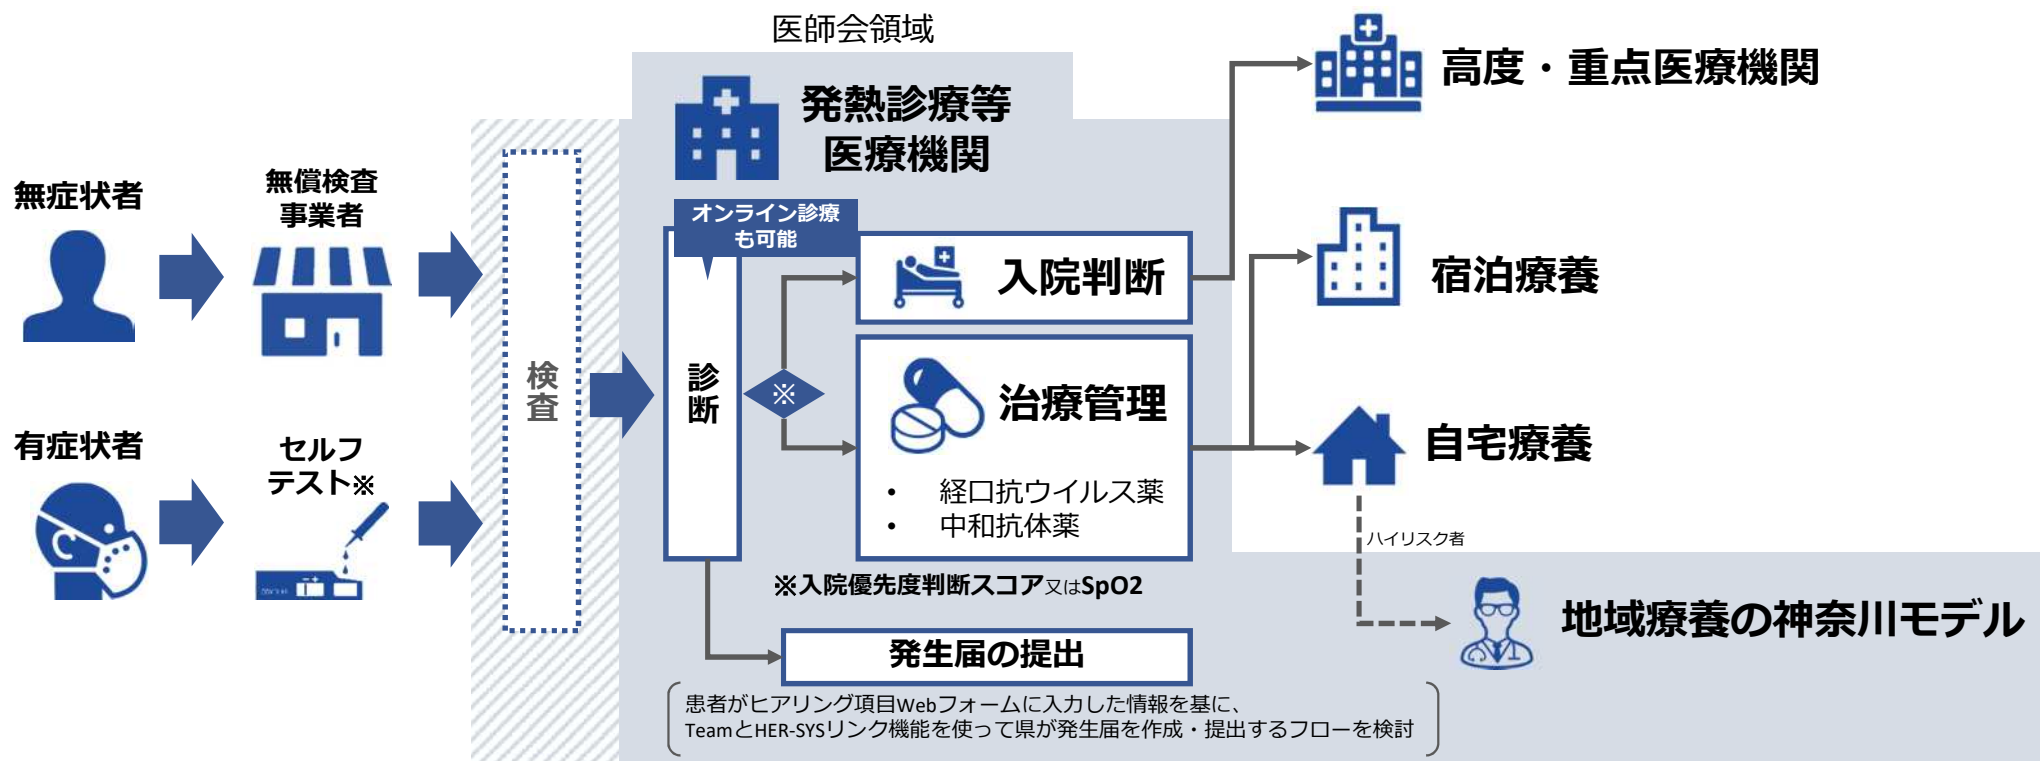 医師会領域
発熱診療等
医療機関
高度・重点医療機関
無症状者
無償検査
事業者
オンライン診療
も可能
入院判断
宿泊療養
検査
診断
※
治療管理
・ 経口抗ウイルス薬
・ 中和抗体薬
自宅療養
有症状者
セルフ
テスト※
ハイリスク者
※入院優先度判断スコア又はSpO2
地域療養の神奈川モデル
発生届の提出
患者がヒアリング項目Webフォームに入力した情報を基に、
TeamとHER-SYSリンク機能を使って県が発生届を作成・提出するフローを検討